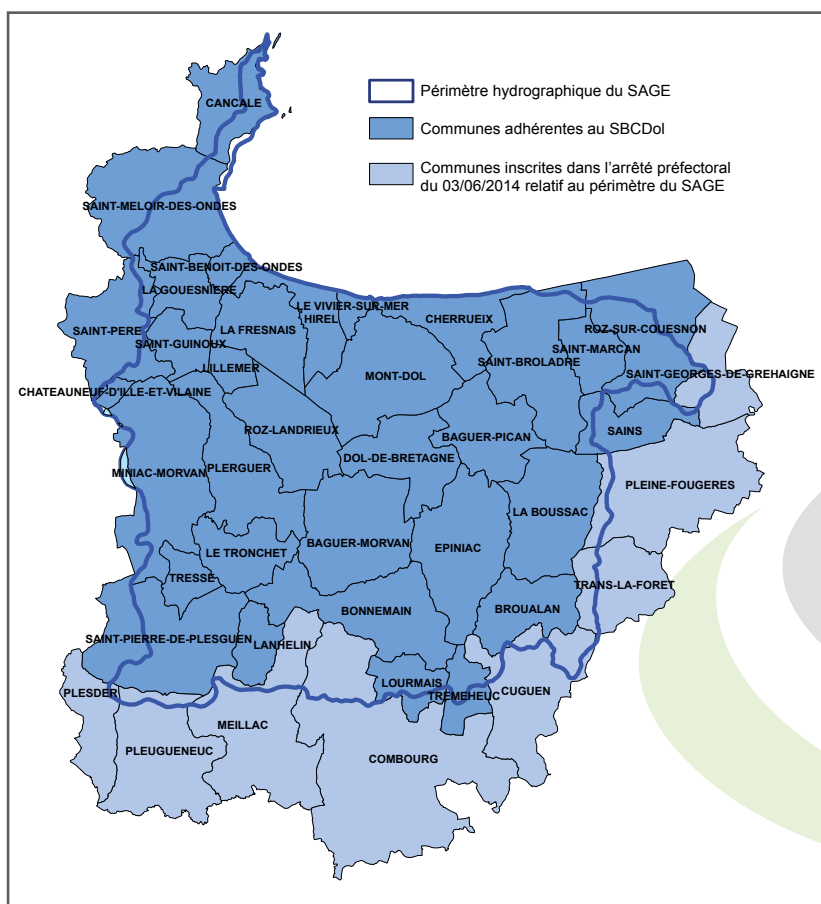 Périmètre hydrographique du SAGE
Communes adhérentes au SBCDol
Communes inscrites dans l'arrêté préfectoral
du 03/06/2014 relatif au périmètre du SAGE
CANCALE
SAINT-MELOIR-DES-ONDES
SAINT-BENOIT-DES-ONDES
LA GOUESNIERE
LE VIVIER-SUR-MER
HIREL
CHERRUEIX
SAINT-PERE
LA FRESNAIS
ROZ-SUR-COUESNON
SAINT-GUINOUX
SAINT-MARCAN
SAINT-BROLADRE
LILLEMER
MONT-DOL
SAINT-GEORGES-DE-GREHAIGNE
CHATEAUNEUF-D'ILLE-ET-VILAINE
ROZ-LANDRIEUX
BAGUER-PICAN
SAINS
DOL-DE-BRETAGNE
MINIAC-MORVAN
PLERGUER
PLEINE-FOUGERES
LA BOUSSAC
LE TRONCHET
BAGUER-MORVAN
EPINIAC
TRESSE
TRANS-LA-FORET
BONNEMAIN
BROUALAN
SAINT-PIERRE-DE-PLESGUEN
LANHELIN
LOURMAIS
PLESDER
TREMEHEUC
CUGUEN
MEILLAC
PLEUGUENEUC
COMBOURG